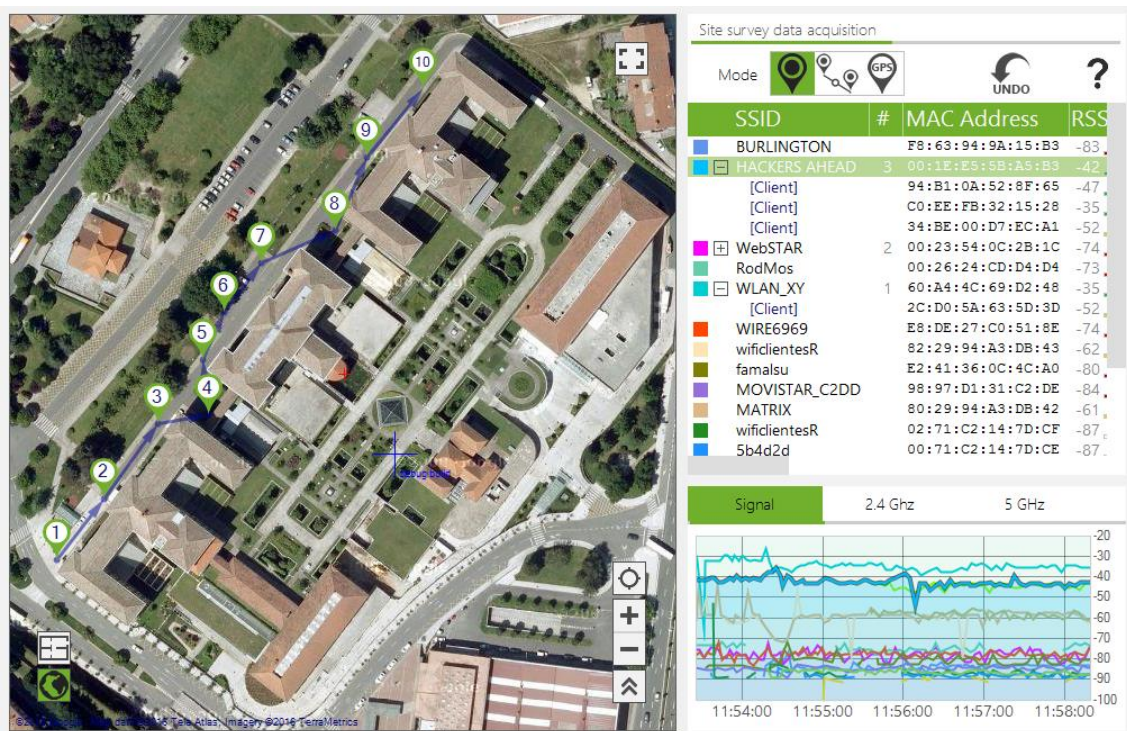 Site survey data acquisition
Mode
GPS
UNDO
?
SSID # MAC Address RSS
BURLINGTON F8:63:94:9A:15:B3 -83
HACKERS AHEAD 3 00:1E:E5:5B:A5:B3 -42
[Client] 94:B1:0A:52:8F:65 -47
[Client] C0:EE:FB:32:15:28 -35
[Client] 34:BE:00:D7:EC:A1 -52
WebSTAR 2 00:23:54:0C:2B:1C -74
RodMos 00:26:24:CD:D4:D4 -73
WLAN_XY 1 60:A4:4C:69:D2:48 -35
[Client] 2C:D0:5A:63:5D:3D -52
WIRE6969 E8:DE:27:C0:51:8E -74
wificlientesR 82:29:94:A3:DB:43 -62
famalsu E2:41:36:0C:4C:A0 -80
MOVISTAR_C2DD 98:97:D1:31:C2:DE -84
MATRIX 80:29:94:A3:DB:42 -61
wificlientesR 02:71:C2:14:7D:CF -87
5b4d2d 00:71:C2:14:7D:CE -87
Signal 2.4 Ghz 5 GHz
-20
-30
-40
-50
-60
-70
-80
-90
-100
11:54:00 11:55:00 11:56:00 11:57:00 11:58:00
10
9
8
7
6
5
4
3
2
1
debug build
Tele Atlas, Imagery ©2016 TerraMetrics